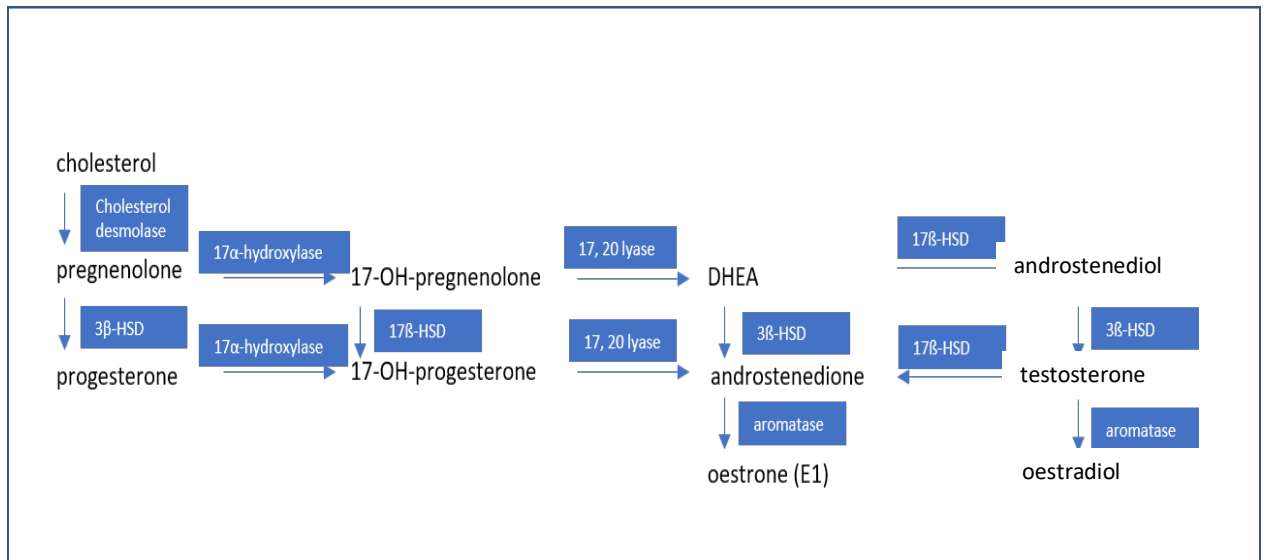 cholesterol
Cholesterol
desmolase
17α-hydroxylase
17, 20 lyase
17ß-HSD
pregnenolone
17-OH-pregnenolone
DHEA
androstenediol
3β-HSD
17α-hydroxylase
17ß-HSD
17, 20 lyase
3ß-HSD
17ß-HSD
3ß-HSD
progesterone
17-OH-progesterone
androstenedione
testosterone
aromatase
aromatase
oestrone (E1)
oestradiol